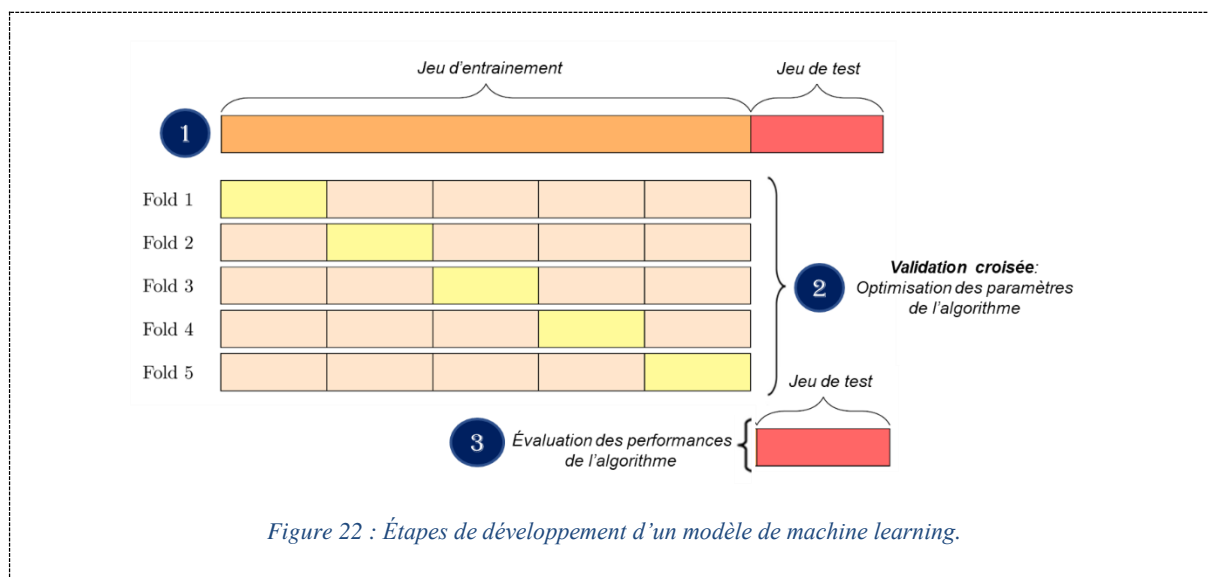 Jeu d'entrainement
Jeu de test
1
Fold 1
Fold 2
Fold 3
Fold 4
Fold 5
2
Validation croisée:
Optimisation des paramètres
de l'algorithme
Jeu de test
3
Évaluation des performances
de l'algorithme
Figure 22 : Étapes de développement d'un modèle de machine learning.